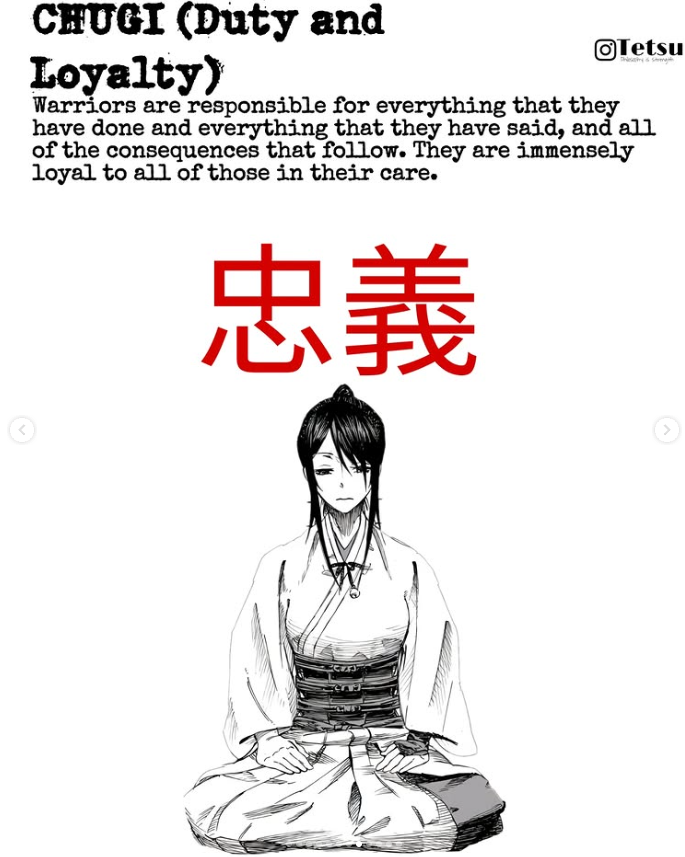 CHUGI (Duty and
Loyalty)
Tetsu
Philosophy & Strength
Warriors are responsible for everything that they
have done and everything that they have said, and all
of the consequences that follow. They are immensely
loyal to all of those in their care.
忠義